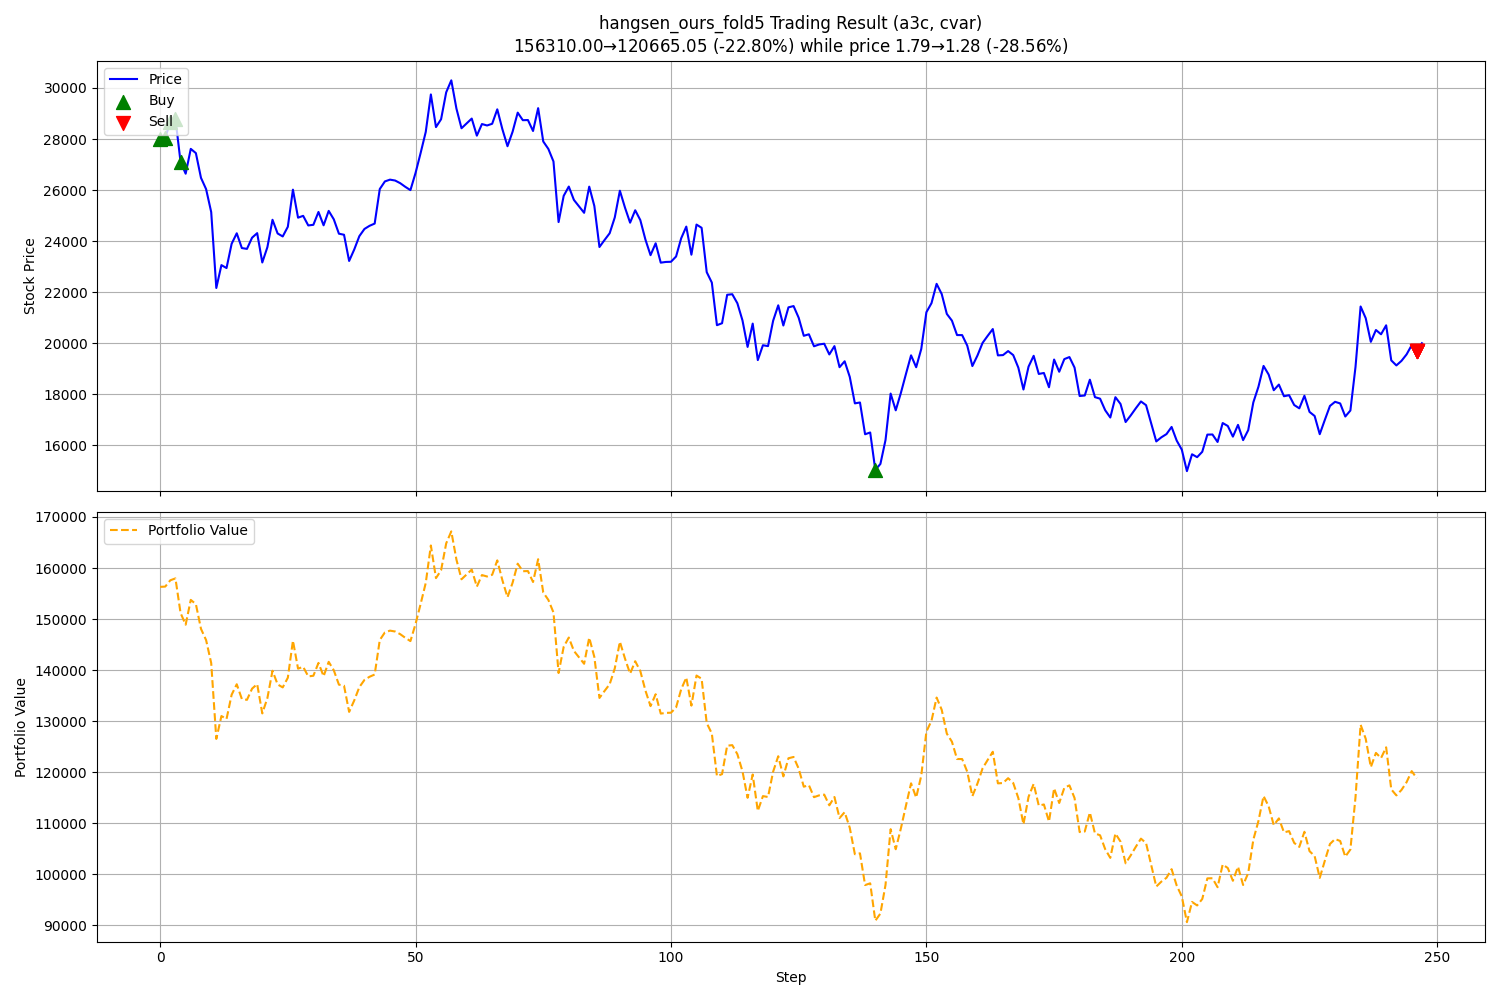 hangsen_ours_fold5 Trading Result (a3c, cvar)
156310.00→120665.05 (-22.80%) while price 1.79→1.28 (-28.56%)
Price
Buy
Sell
30000
28000
26000
24000
22000
20000
18000
16000
Stock Price
Portfolio Value
170000
160000
150000
140000
130000
120000
110000
100000
90000
Portfolio Value
0
50
100
150
200
250
Step